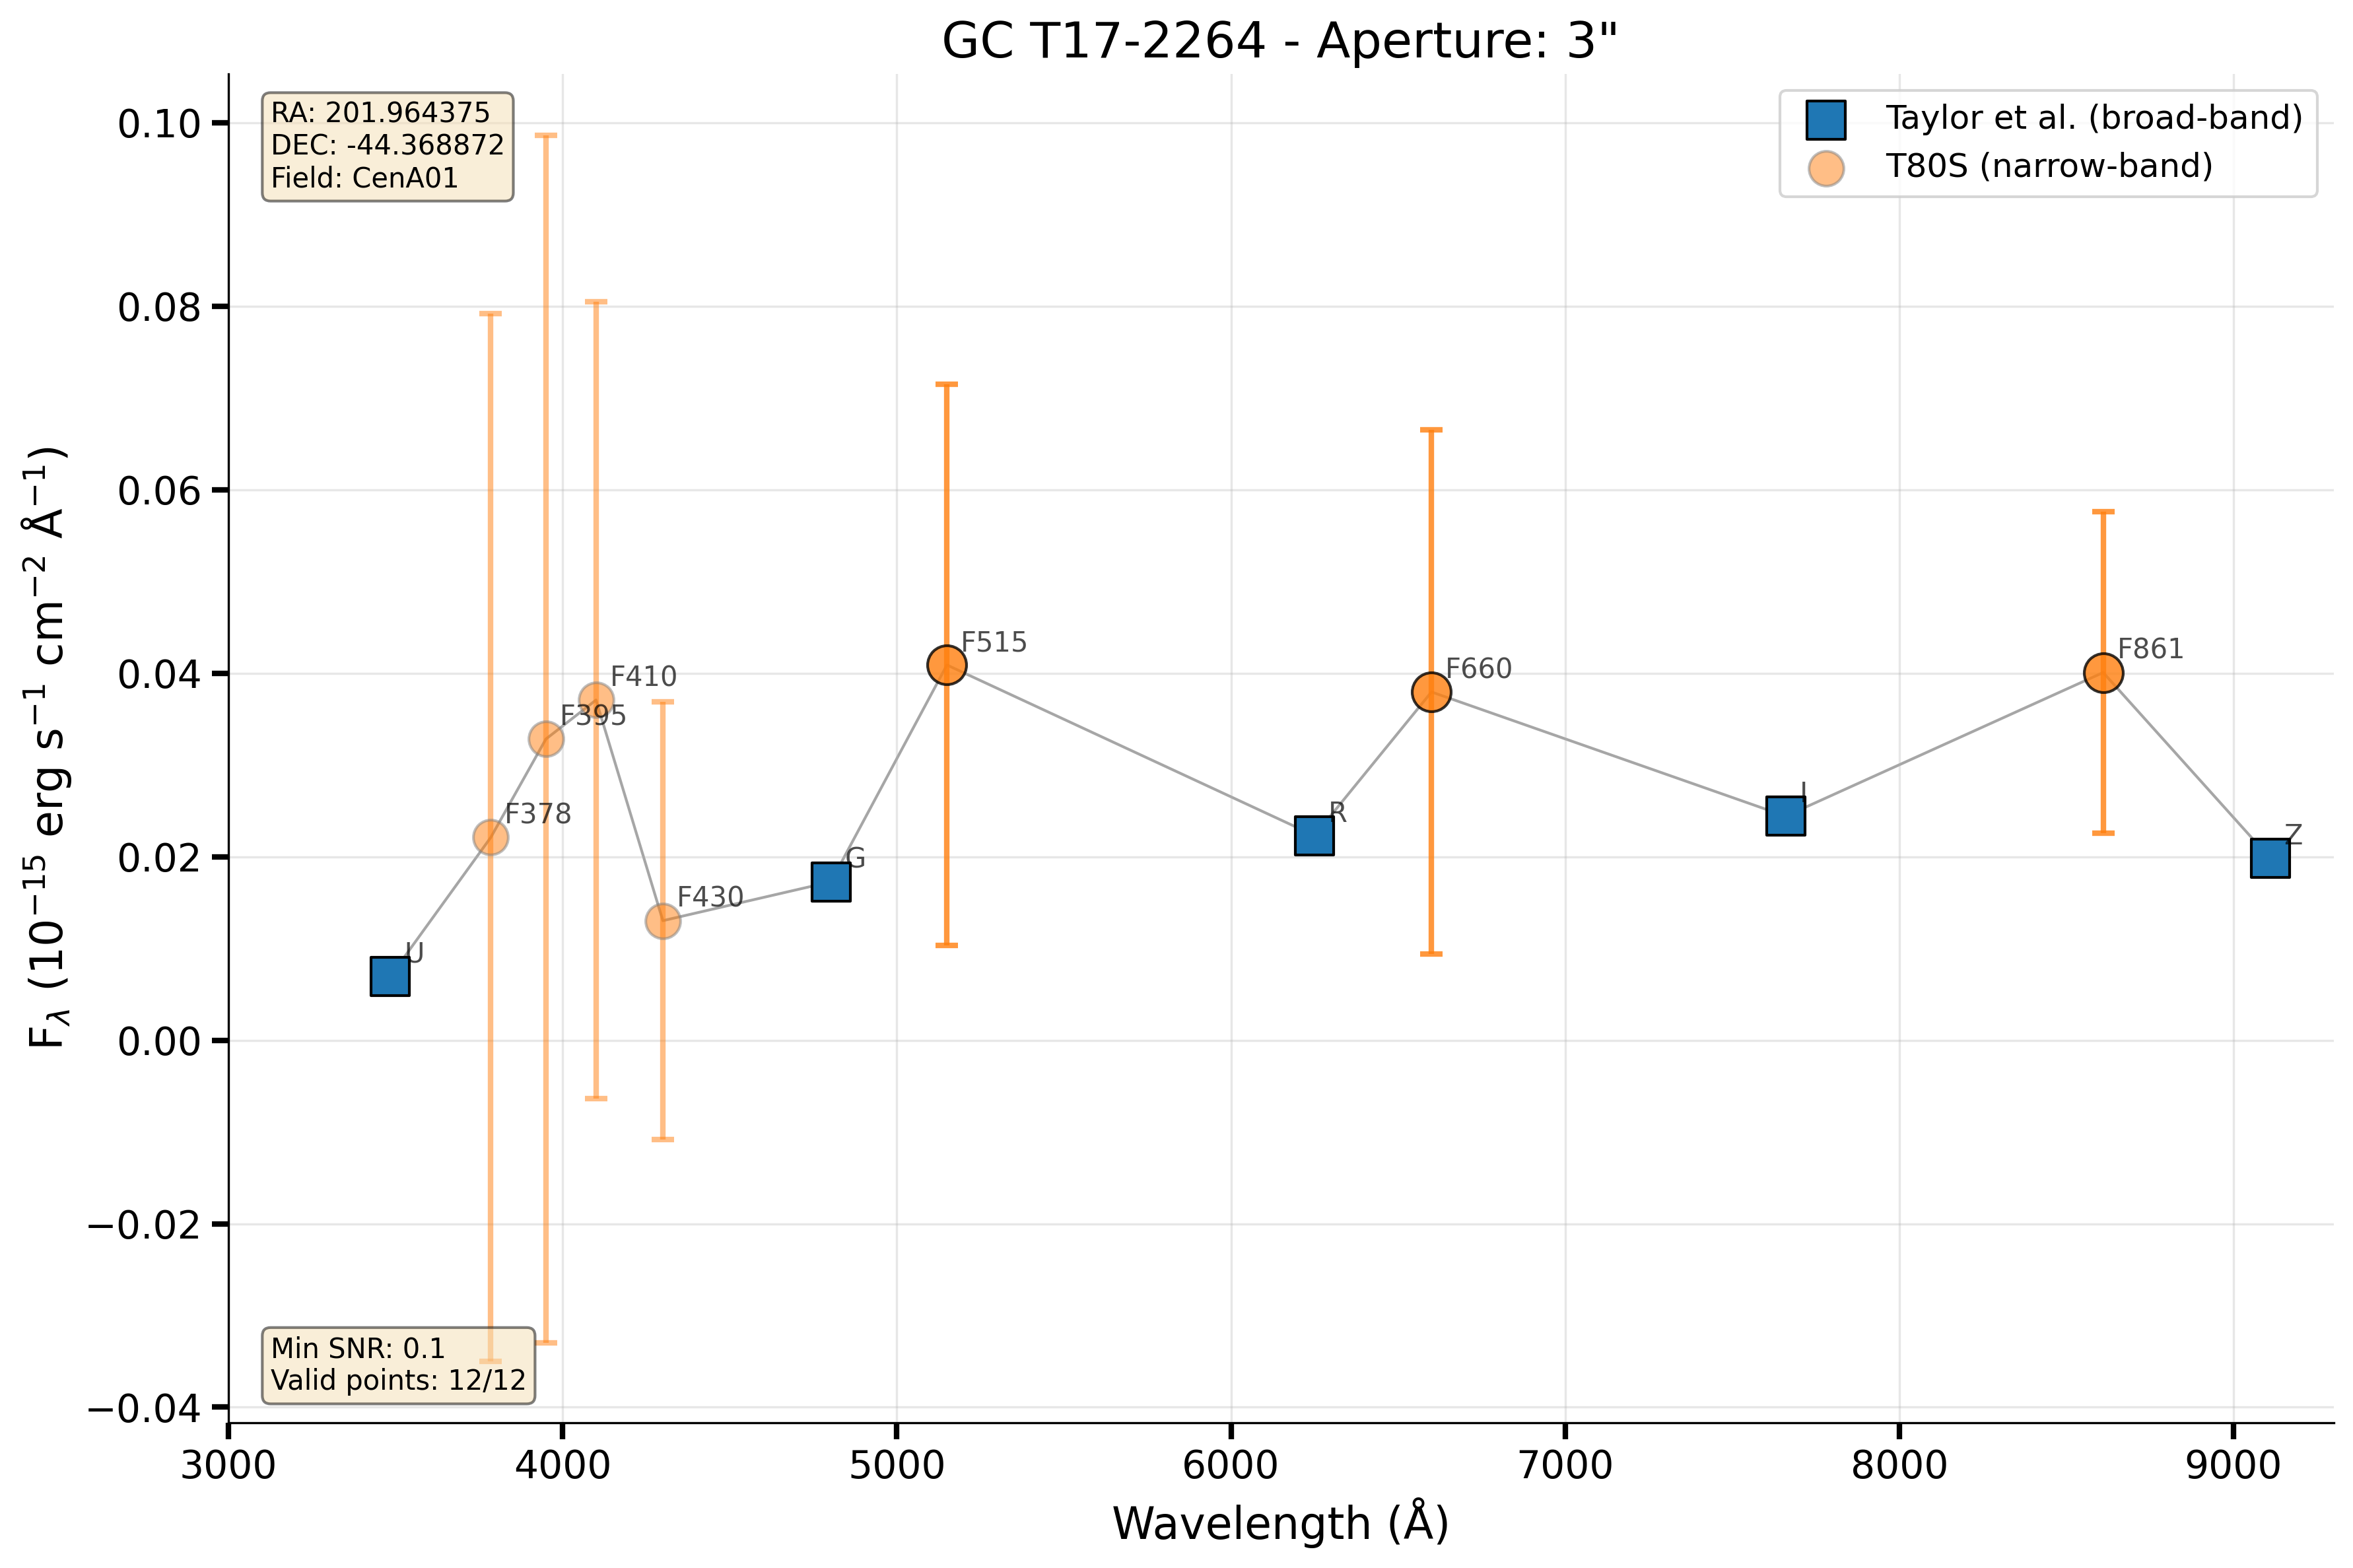 GC T17-2264 - Aperture: 3"
RA: 201.964375
DEC: -44.368872
Field: CenA01
Taylor et al. (broad-band)
T80S (narrow-band)
0.10
0.08
0.06
0.04
0.02
0.00
−0.02
−0.04
F_λ (10⁻¹⁵ erg s⁻¹ cm⁻² Å⁻¹)
U
F378
F395
F410
F430
G
F515
R
F660
I
F861
Z
Min SNR: 0.1
Valid points: 12/12
3000
4000
5000
6000
7000
8000
9000
Wavelength (Å)